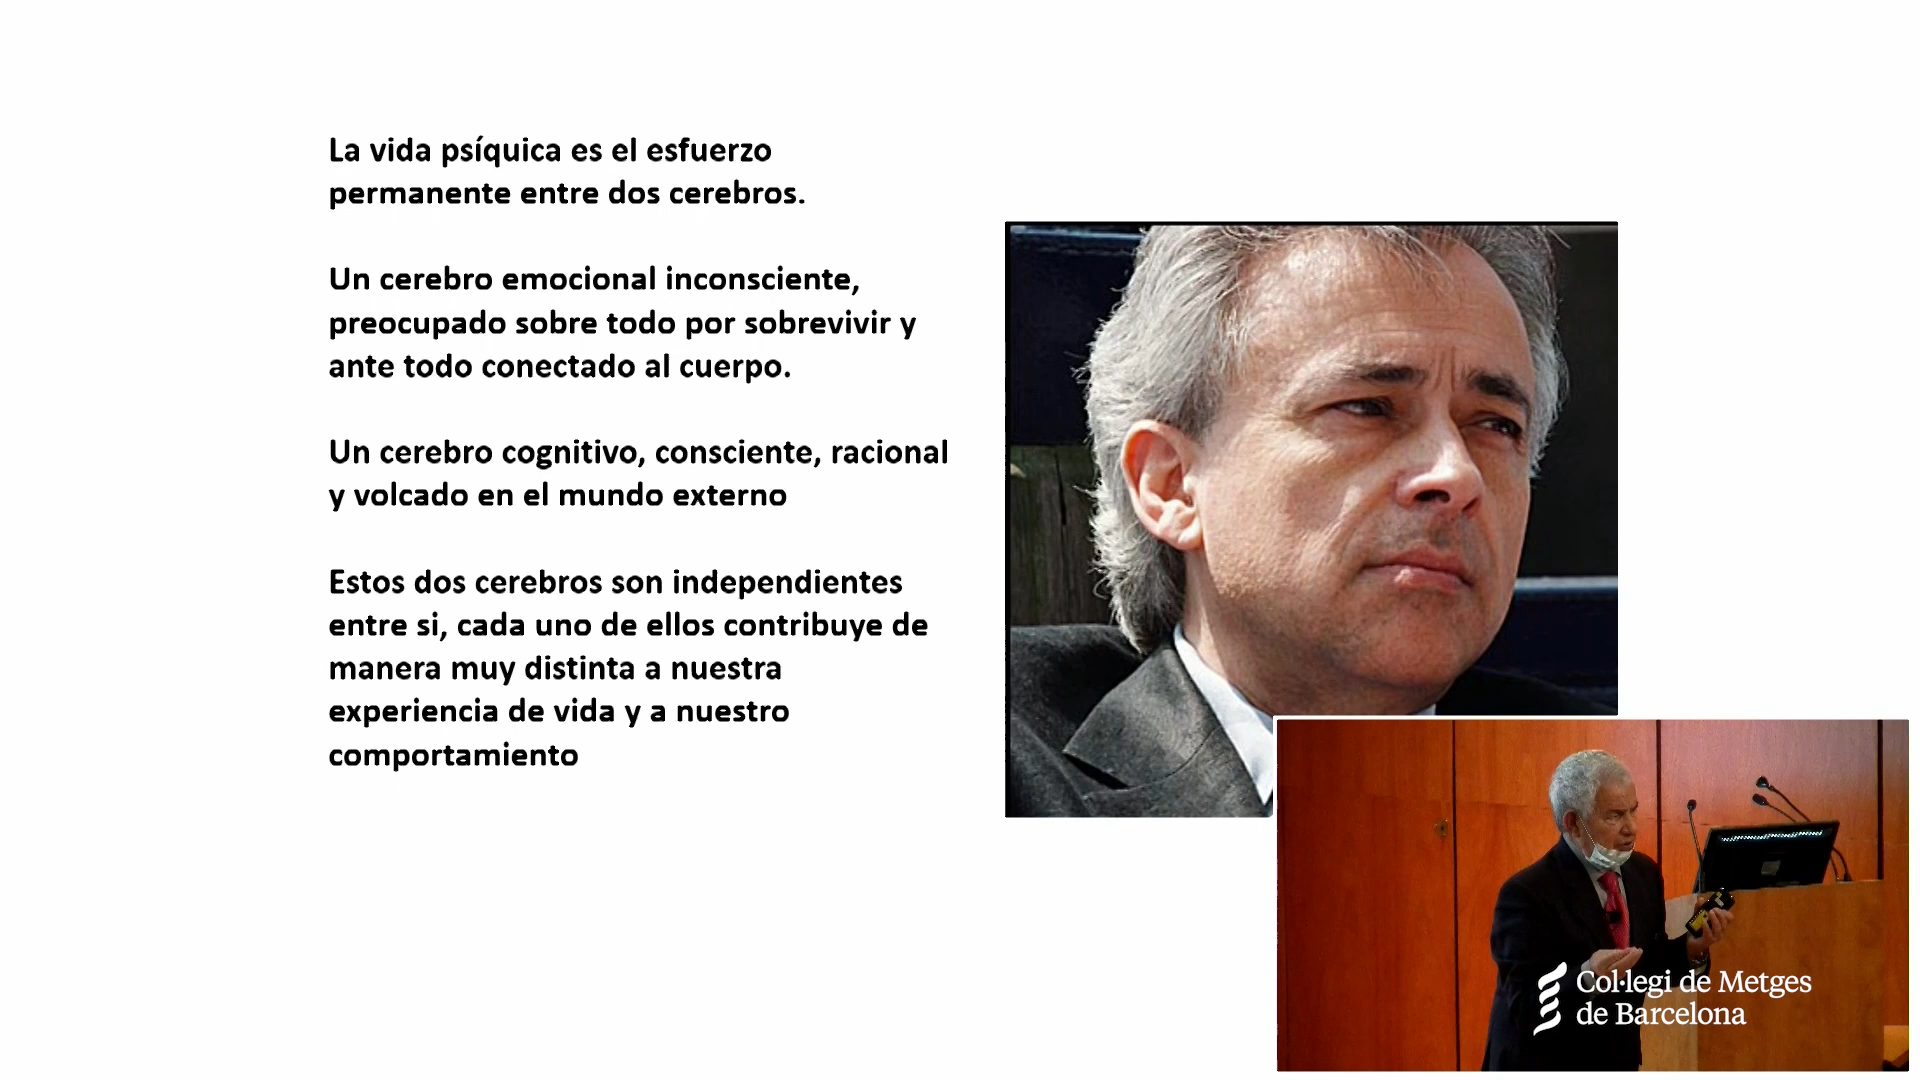 La vida psíquica es el esfuerzo
permanente entre dos cerebros.
Un cerebro emocional inconsciente,
preocupado sobre todo por sobrevivir y
ante todo conectado al cuerpo.
Un cerebro cognitivo, consciente, racional
y volcado en el mundo externo
Estos dos cerebros son independientes
entre si, cada uno de ellos contribuye de
manera muy distinta a nuestra
experiencia de vida y a nuestro
comportamiento
Col·legi de Metges
de Barcelona